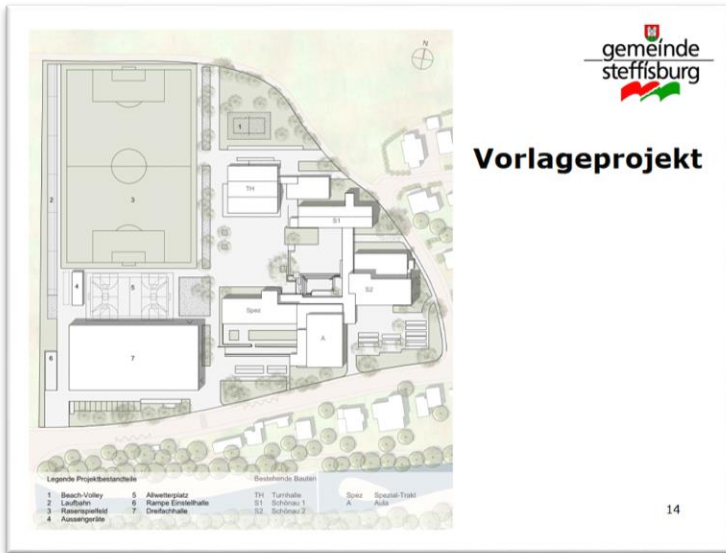 gemeinde
steffisburg
Vorlageprojekt
N
1
2
3
4
5
6
7
TH
S1
S2
Spez
A
Legende Projektbestandteile
1 Beach-Volley
2 Laufbahn
3 Rasenspielfeld
4 Aussengeräte
5 Allwetterplatz
6 Rampe Einstellhalle
7 Dreifachhalle
Bestehende Bauten
TH Turnhalle
S1 Schönau 1
S2 Schönau 2
Spez Spezial-Trakt
A Aula
14